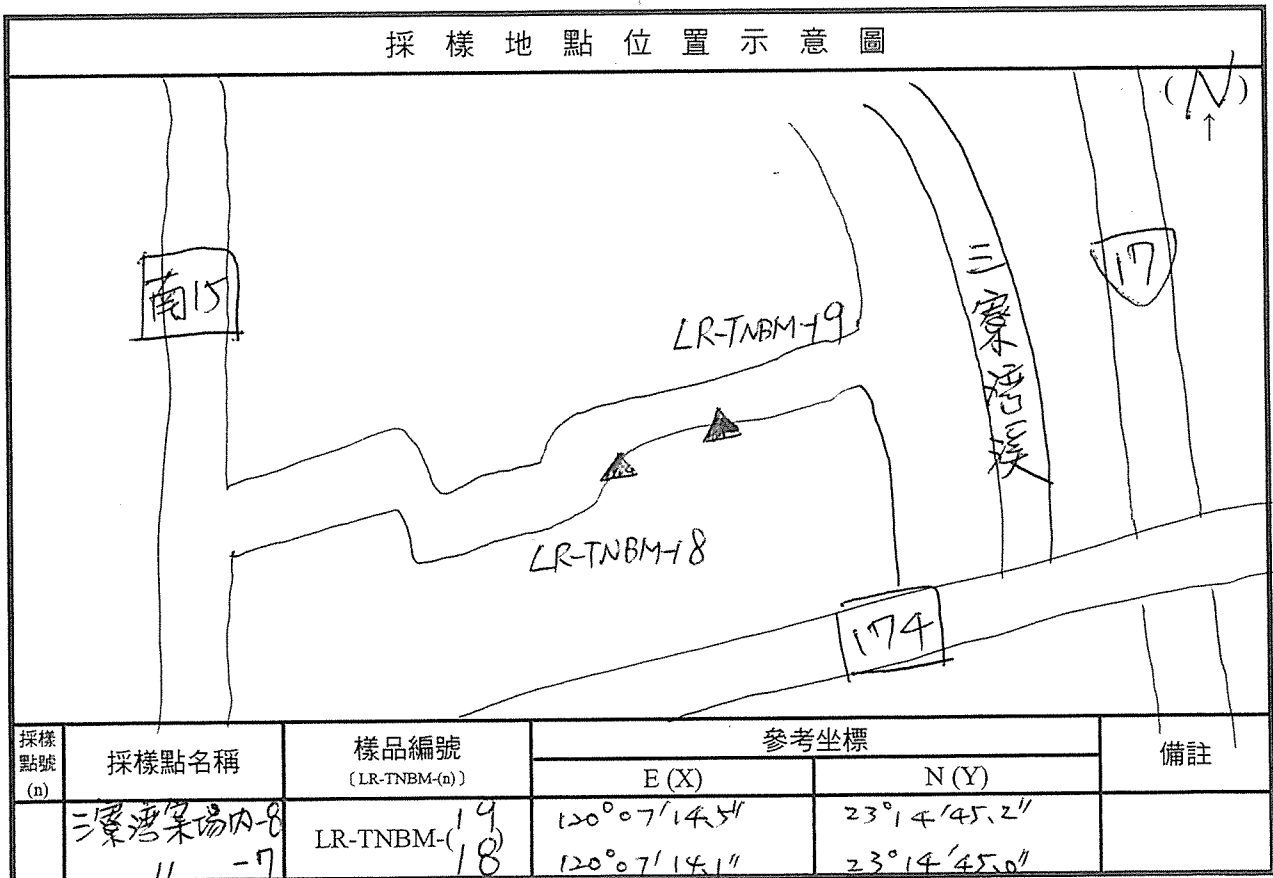 採樣地點位置示意圖
(N)
↑
南15
17
三寮灣溪
LR-TNBM-19
LR-TNBM-18
174
採樣點號(n) 採樣點名稱 樣品編號 [LR-TNBM-(n)] 參考坐標 E (X) N (Y) 備註
三寮灣案場內-8 LR-TNBM-(19) 120°07'14.5" 23°14'45.2"
〃 -7 18 120°07'14.1" 23°14'45.0"